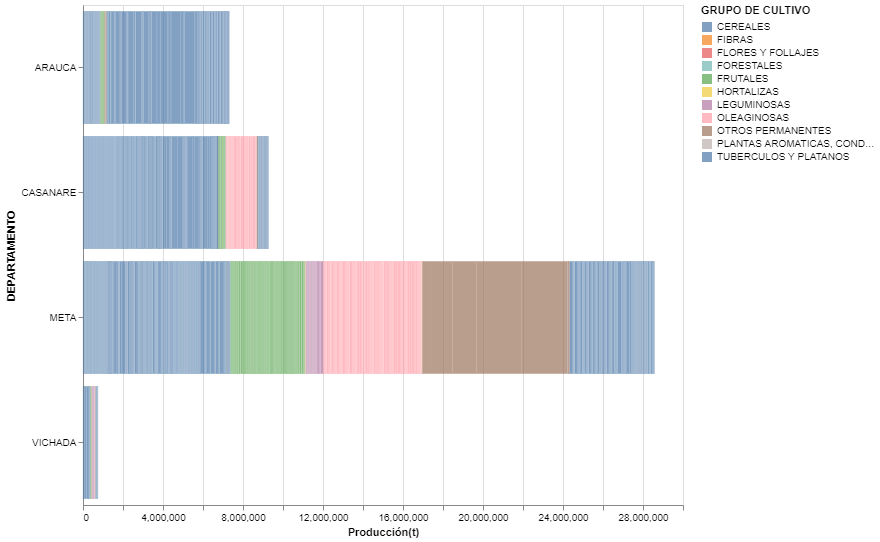 GRUPO DE CULTIVO
CEREALES
FIBRAS
FLORES Y FOLLAJES
FORESTALES
FRUTALES
HORTALIZAS
LEGUMINOSAS
OLEAGINOSAS
OTROS PERMANENTES
PLANTAS AROMATICAS, COND...
TUBERCULOS Y PLATANOS
DEPARTAMENTO
ARAUCA
CASANARE
META
VICHADA
0 4,000,000 8,000,000 12,000,000 16,000,000 20,000,000 24,000,000 28,000,000
Producción(t)